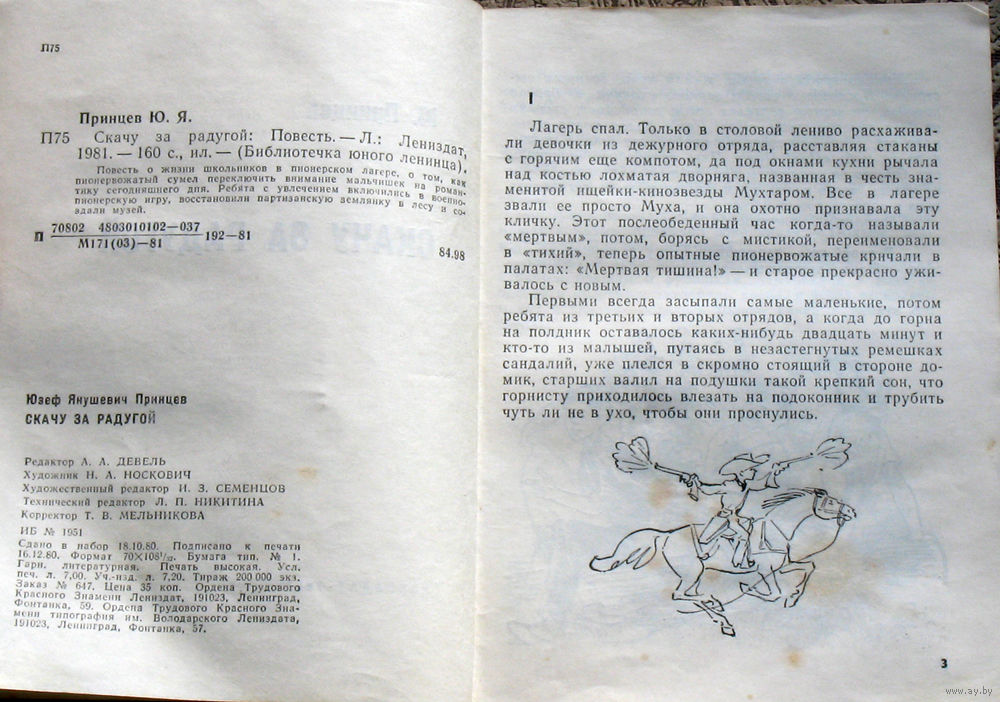 П75
Принцев Ю. Я.
П75 Скачу за радугой: Повесть. — Л.: Лениздат,
1981. — 160 с., ил. — (Библиотечка юного ленинца).
Повесть о жизни школьников в пионерском лагере, о том, как
пионервожатый сумел переключить внимание мальчишек на роман-
тику сегодняшнего дня. Ребята с увлечением включились в военно-
пионерскую игру, восстановили партизанскую землянку в лесу и со-
здали музей.
П 70802 4803010102—037
М171(03)—81 192—81
84.98
Юзеф Янушевич Принцев
СКАЧУ ЗА РАДУГОЙ
Редактор А. А. ДЕВЕЛЬ
Художник Н. А. НОСКОВИЧ
Художественный редактор И. З. СЕМЕНЦОВ
Технический редактор Л. П. НИКИТИНА
Корректор Т. В. МЕЛЬНИКОВА
ИБ № 1951
Сдано в набор 18.10.80. Подписано к печати
16.12.80. Формат 70×108¹/₃₂. Бумага тип. № 1.
Гарн. литературная. Печать высокая. Усл.
печ. л. 7,00. Уч.-изд. л. 7,20. Тираж 200 000 экз.
Заказ № 647. Цена 35 коп. Ордена Трудового
Красного Знамени Лениздат, 191023, Ленинград,
Фонтанка, 59. Ордена Трудового Красного Зна-
мени типография им. Володарского Лениздата,
191023, Ленинград, Фонтанка, 57.
I
Лагерь спал. Только в столовой лениво расхажива-
ли девочки из дежурного отряда, расставляя стаканы
с горячим еще компотом, да под окнами кухни рычала
над костью лохматая дворняга, названная в честь зна-
менитой ищейки-кинозвезды Мухтаром. Все в лагере
звали ее просто Муха, и она охотно признавала эту
кличку. Этот послеобеденный час когда-то называли
«мертвым», потом, борясь с мистикой, переименовали
в «тихий», теперь опытные пионервожатые кричали в
палатах: «Мертвая тишина!» — и старое прекрасно ужи-
валось с новым.
Первыми всегда засыпали самые маленькие, потом
ребята из третьих и вторых отрядов, а когда до горна
на полдник оставалось каких-нибудь двадцать минут и
кто-то из малышей, путаясь в незастегнутых ремешках
сандалий, уже плелся в скромно стоящий в стороне до-
мик, старших валил на подушки такой крепкий сон, что
горнисту приходилось влезать на подоконник и трубить
чуть ли не в ухо, чтобы они проснулись.
3
www.ay.by